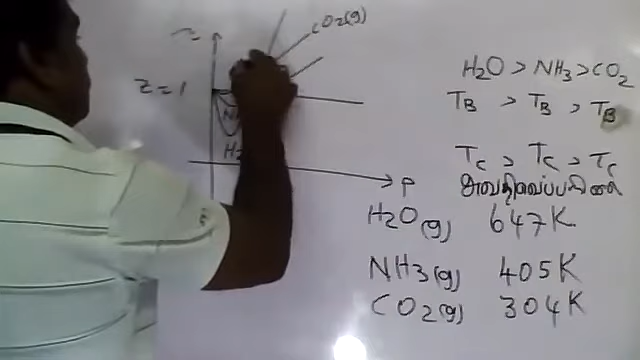 Z
CO2(g)
Z = 1
P
H2O > NH3 > CO2
TB > TB > TB
TC > TC > TC
அவதிவெப்பநிலை
H2O(g) 647K
NH3(g) 405K
CO2(g) 304K